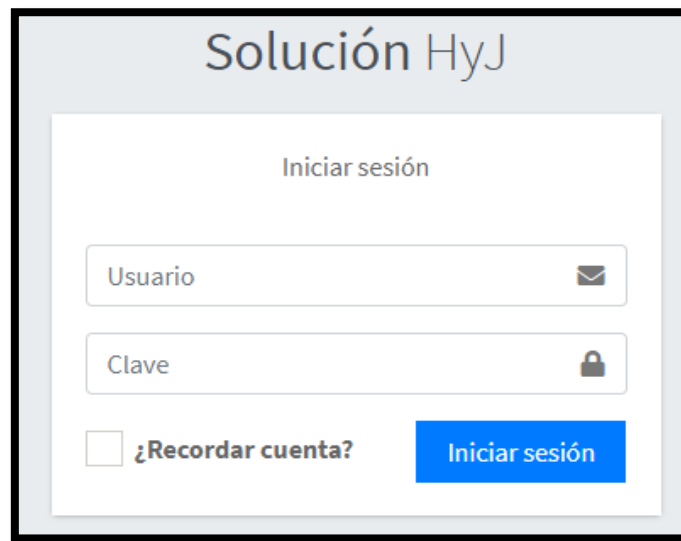 Solución HyJ
Iniciar sesión
Usuario
Clave
¿Recordar cuenta?
Iniciar sesión